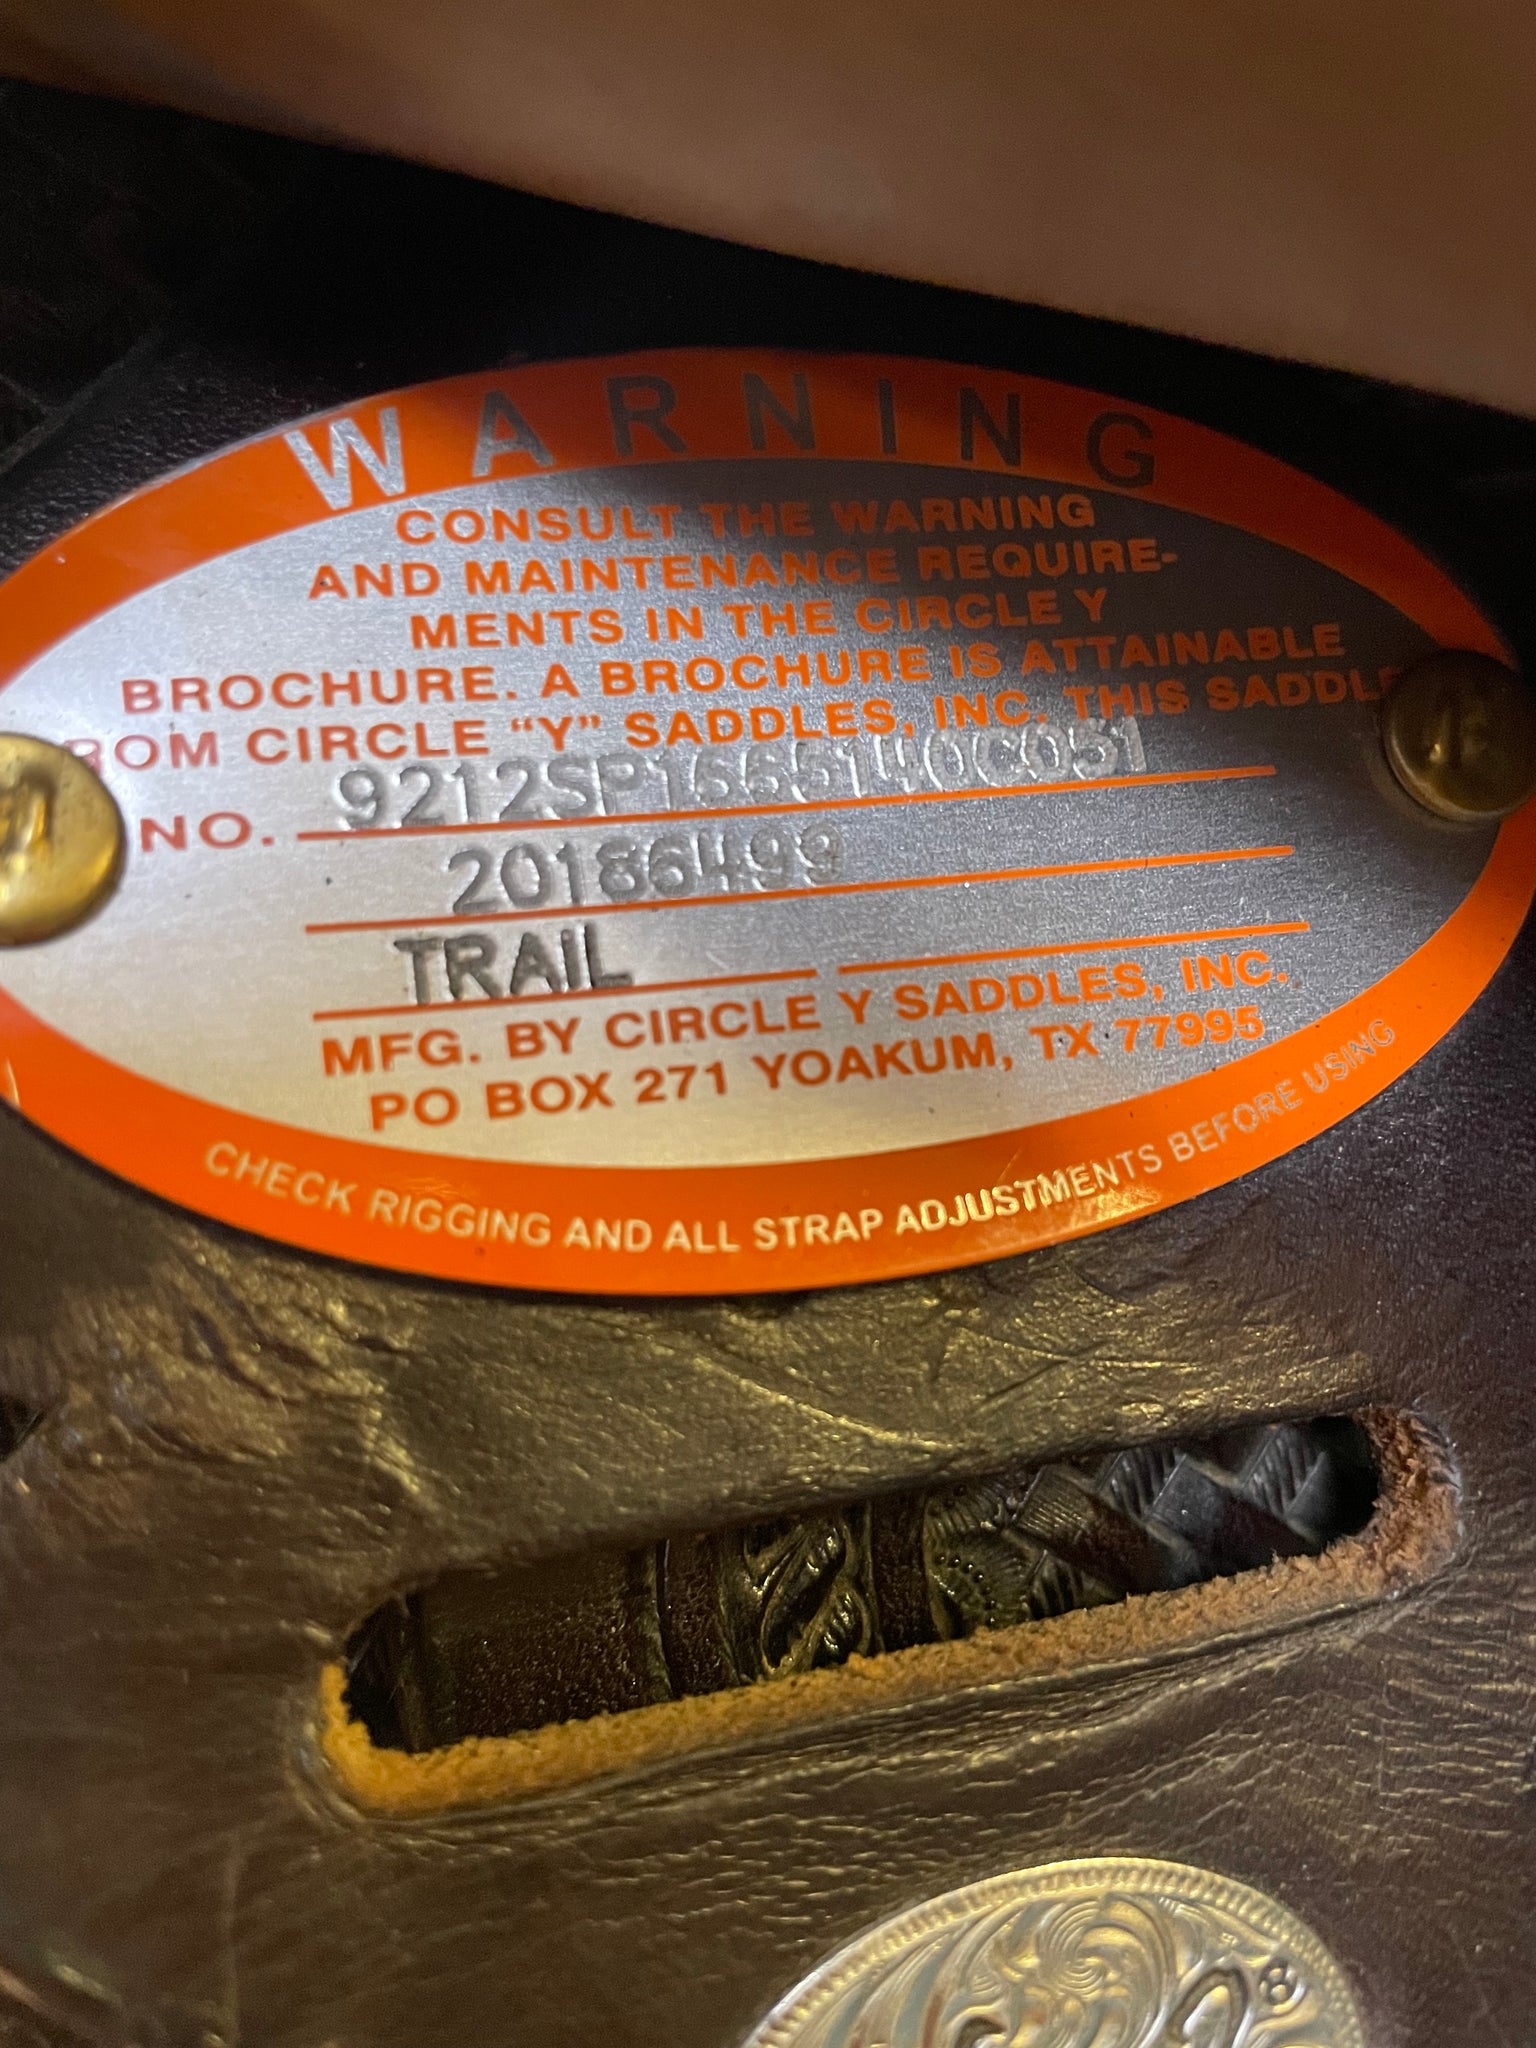 WARNING
CONSULT THE WARNING
AND MAINTENANCE REQUIRE-
MENTS IN THE CIRCLE Y
BROCHURE. A BROCHURE IS ATTAINABLE
ROM CIRCLE "Y" SADDLES, INC. THIS SADDLE
NO. 9212SP1665140C051
20186499
TRAIL
MFG. BY CIRCLE Y SADDLES, INC.
PO BOX 271 YOAKUM, TX 77995
CHECK RIGGING AND ALL STRAP ADJUSTMENTS BEFORE USING
®